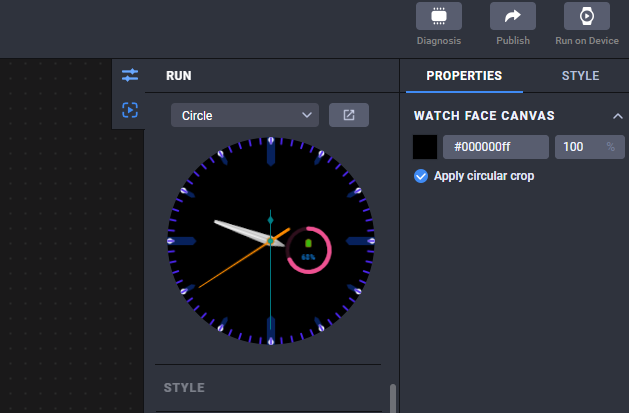 Diagnosis
Publish
Run on Device
RUN
PROPERTIES
STYLE
Circle
WATCH FACE CANVAS
#000000ff
100 %
Apply circular crop
68%
STYLE